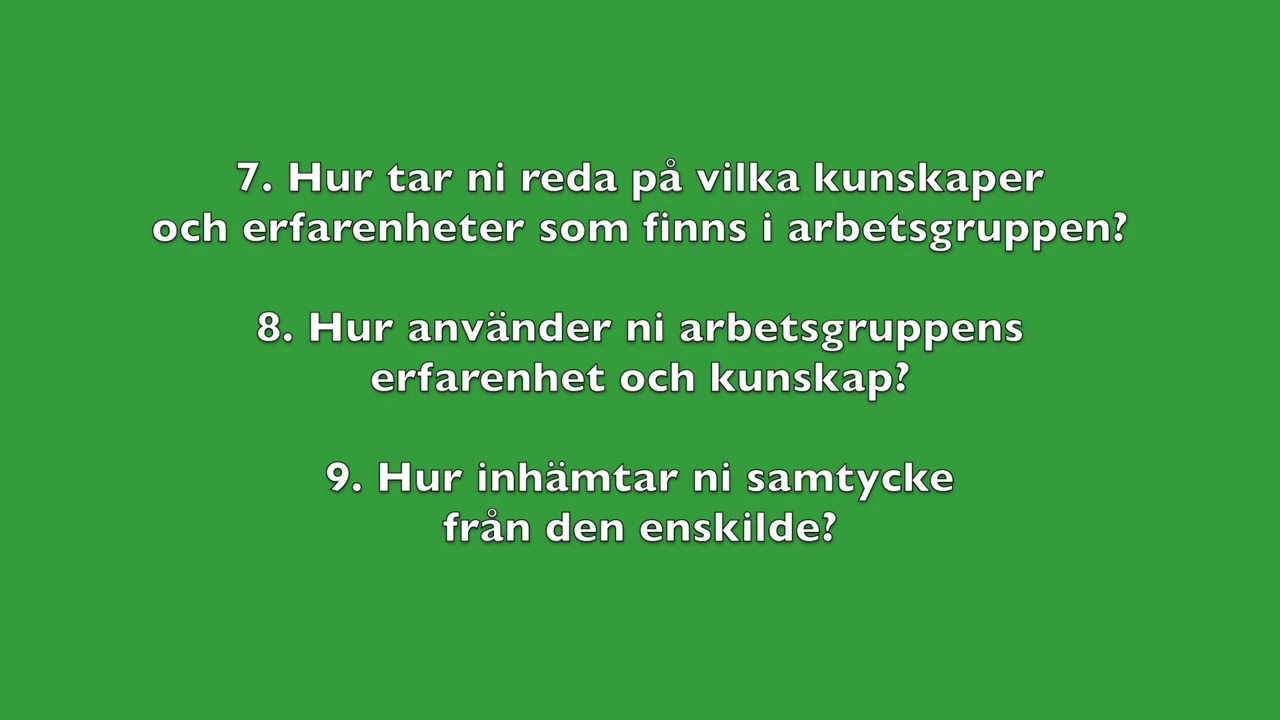 7. Hur tar ni reda på vilka kunskaper
och erfarenheter som finns i arbetsgruppen?
8. Hur använder ni arbetsgruppens
erfarenhet och kunskap?
9. Hur inhämtar ni samtycke
från den enskilde?